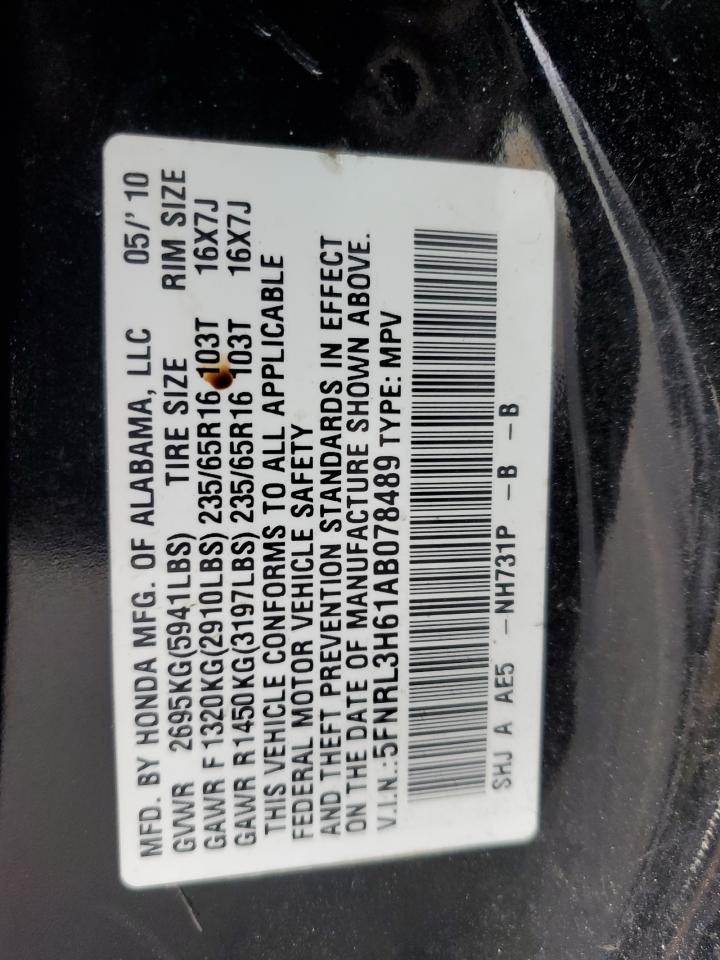 MFD. BY HONDA MFG. OF ALABAMA, LLC 05/' 10
GVWR 2695KG(5941LBS) TIRE SIZE RIM SIZE
GAWR F 1320KG(2910LBS) 235/65R16 103T 16X7J
GAWR R1450KG(3197LBS) 235/65R16 103T 16X7J
THIS VEHICLE CONFORMS TO ALL APPLICABLE
FEDERAL MOTOR VEHICLE SAFETY
AND THEFT PREVENTION STANDARDS IN EFFECT
ON THE DATE OF MANUFACTURE SHOWN ABOVE.
V.I.N.:5FNRL3H61AB078489 TYPE: MPV
SHJ A AE5 -NH731P -B -B